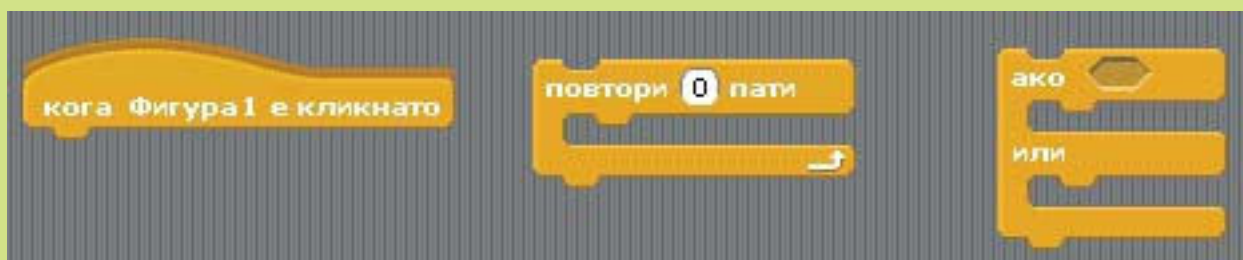 кога Фигура1 е кликнато
повтори 0 пати
ако
или